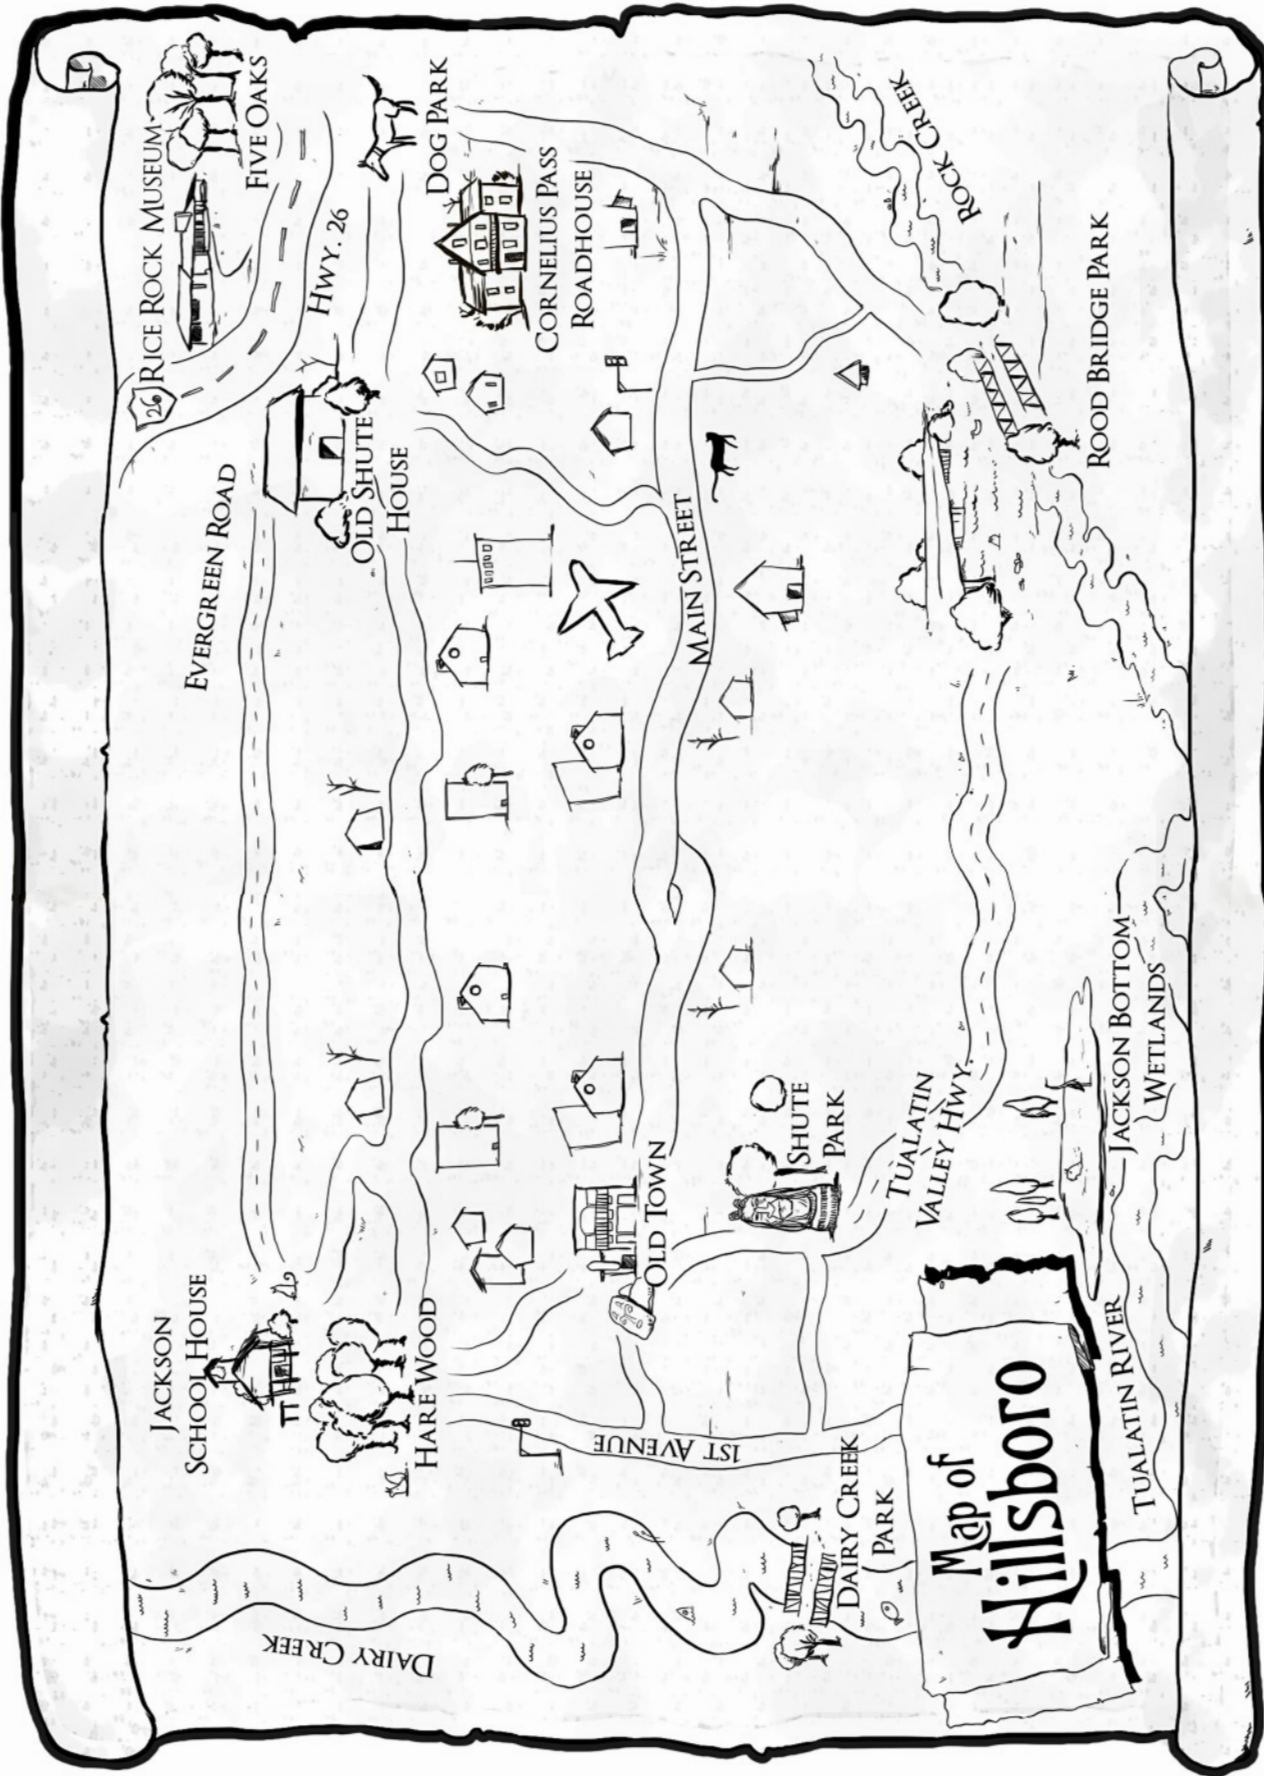 JACKSON
SCHOOL HOUSE
EVERGREEN ROAD
26
RICE ROCK MUSEUM
FIVE OAKS
HWY. 26
OLD SHUTE
HOUSE
DOG PARK
HARE WOOD
CORNELIUS PASS
ROADHOUSE
DAIRY CREEK
1ST AVENUE
OLD TOWN
MAIN STREET
SHUTE
PARK
DAIRY CREEK
PARK
TUALATIN
VALLEY HWY.
ROCK CREEK
ROOD BRIDGE PARK
Map of
Hillsboro
JACKSON BOTTOM
WETLANDS
TUALATIN RIVER